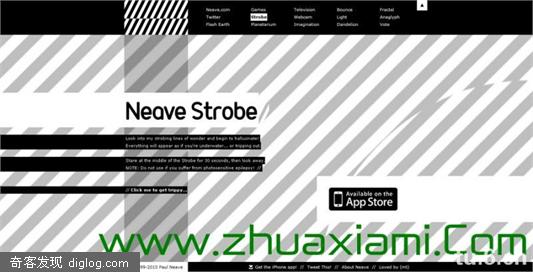 Neave.com Games Television Bounce Fractal
Twitter Strobe Webcam Light Anaglyph
Flash Earth Planetarium Imagination Dandelion Vote
Neave Strobe
Look into my strobing lines of wonder and begin to hallucinate!
Everything will appear as if you're underwater... or tripping out.
Stare at the middle of the Strobe for 30 seconds, then look away.
NOTE: Do not use if you suffer from photosensitive epilepsy! //
// Click me to get trippy...
Available on the
App Store
www.zhuaxiami.Com
Paul Neave
Get the iPhone app! // Tweet This! // About Neave // Loved by (mt)
奇客发现 diglog.com